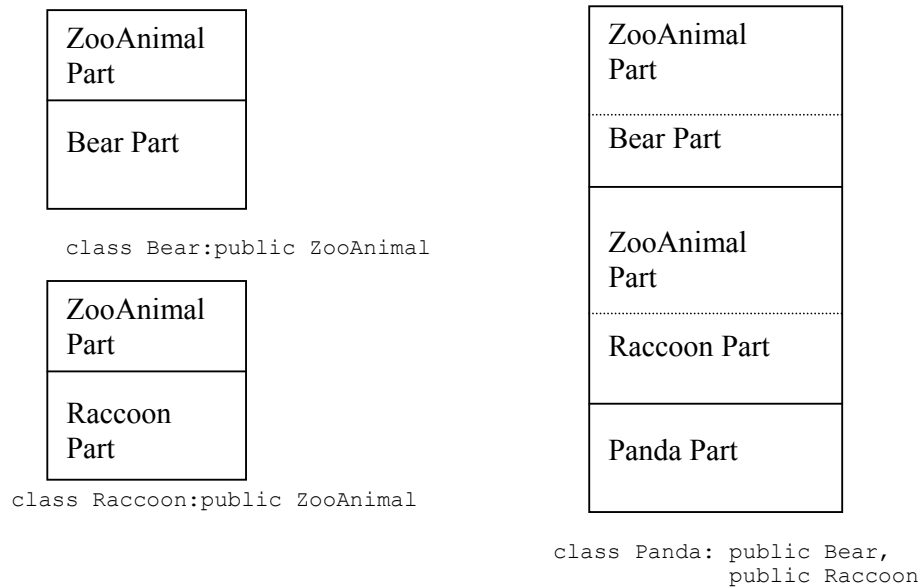 ZooAnimal
Part
Bear Part
class Bear:public ZooAnimal
ZooAnimal
Part
Raccoon
Part
class Raccoon:public ZooAnimal
ZooAnimal
Part
Bear Part
ZooAnimal
Part
Raccoon Part
Panda Part
class Panda: public Bear,
public Raccoon